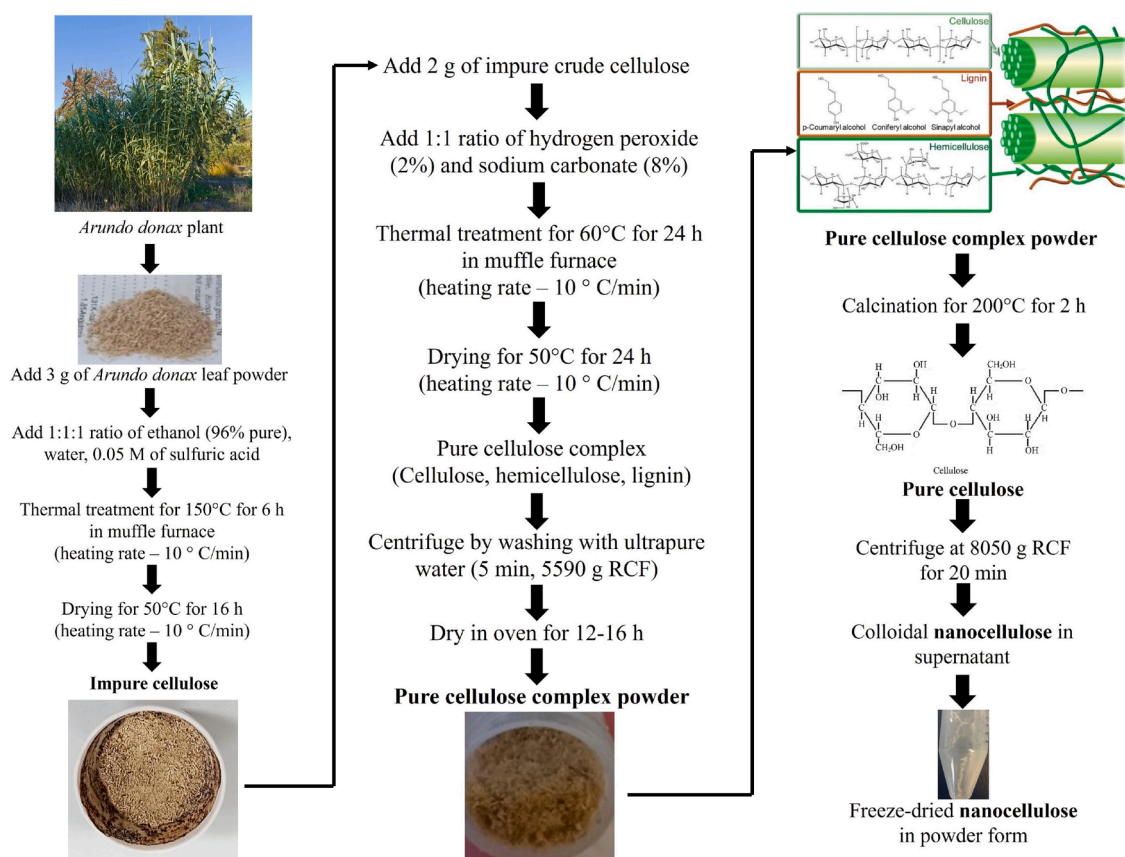 Arundo donax plant
Add 3 g of Arundo donax leaf powder
Add 1:1:1 ratio of ethanol (96% pure),
water, 0.05 M of sulfuric acid
Thermal treatment for 150°C for 6 h
in muffle furnace
(heating rate – 10 ° C/min)
Drying for 50°C for 16 h
(heating rate – 10 ° C/min)
Impure cellulose
Add 2 g of impure crude cellulose
Add 1:1 ratio of hydrogen peroxide
(2%) and sodium carbonate (8%)
Thermal treatment for 60°C for 24 h
in muffle furnace
(heating rate – 10 ° C/min)
Drying for 50°C for 24 h
(heating rate – 10 ° C/min)
Pure cellulose complex
(Cellulose, hemicellulose, lignin)
Centrifuge by washing with ultrapure
water (5 min, 5590 g RCF)
Dry in oven for 12-16 h
Pure cellulose complex powder
Cellulose
Lignin
p-Coumaryl alcohol Coniferyl alcohol Sinapyl alcohol
Hemicellulose
Pure cellulose complex powder
Calcination for 200°C for 2 h
Cellulose
Pure cellulose
Centrifuge at 8050 g RCF
for 20 min
Colloidal nanocellulose in
supernatant
Freeze-dried nanocellulose
in powder form